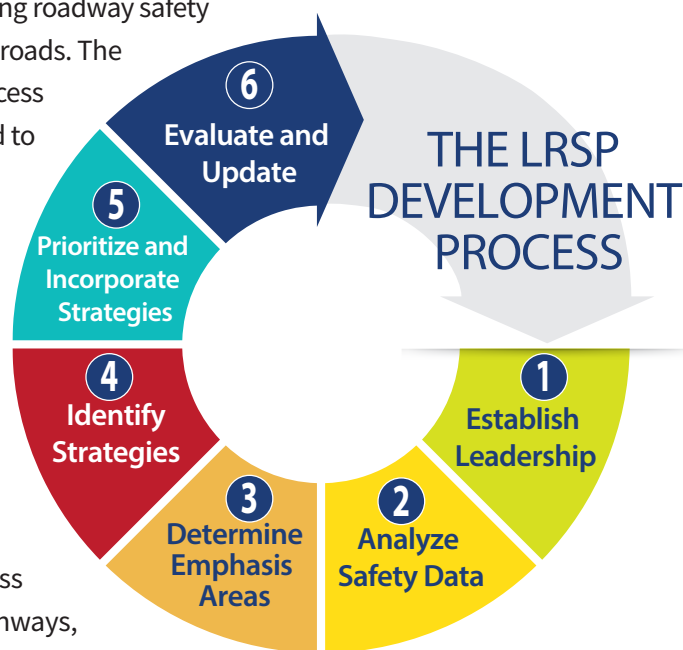 ng roadway safety
roads. The
cess
d to
THE LRSP
DEVELOPMENT
PROCESS
1
Establish
Leadership
2
Analyze
Safety Data
3
Determine
Emphasis
Areas
4
Identify
Strategies
5
Prioritize and
Incorporate
Strategies
6
Evaluate and
Update
ss
nways,